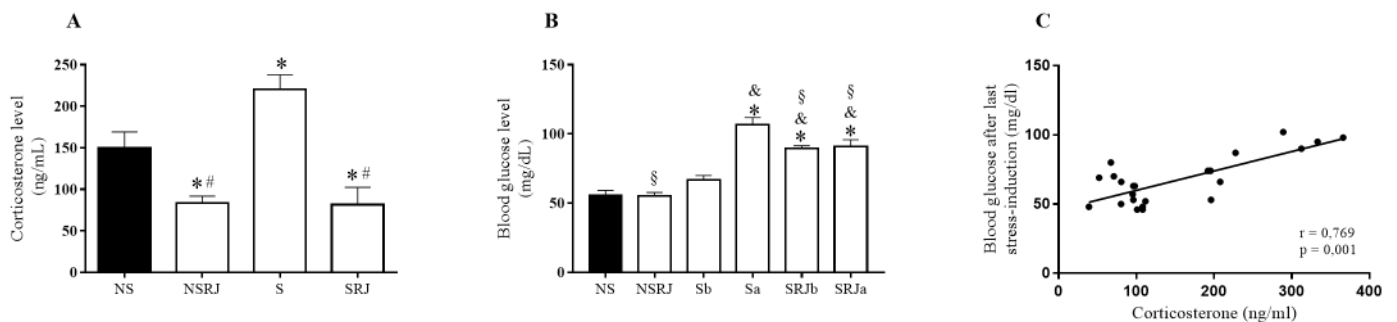 A
Corticosterone level
(ng/mL)
250
200
150
100
50
0
*
* #
* #
NS
NSRJ
S
SRJ
B
Blood glucose level
(mg/dL)
150
100
50
0
§
&
*
§
&
*
§
&
*
NS
NSRJ
Sb
Sa
SRJb
SRJa
C
Blood glucose after last
stress-induction (mg/dl)
150
100
50
0
r = 0,769
p = 0,001
0
100
200
300
400
Corticosterone (ng/ml)